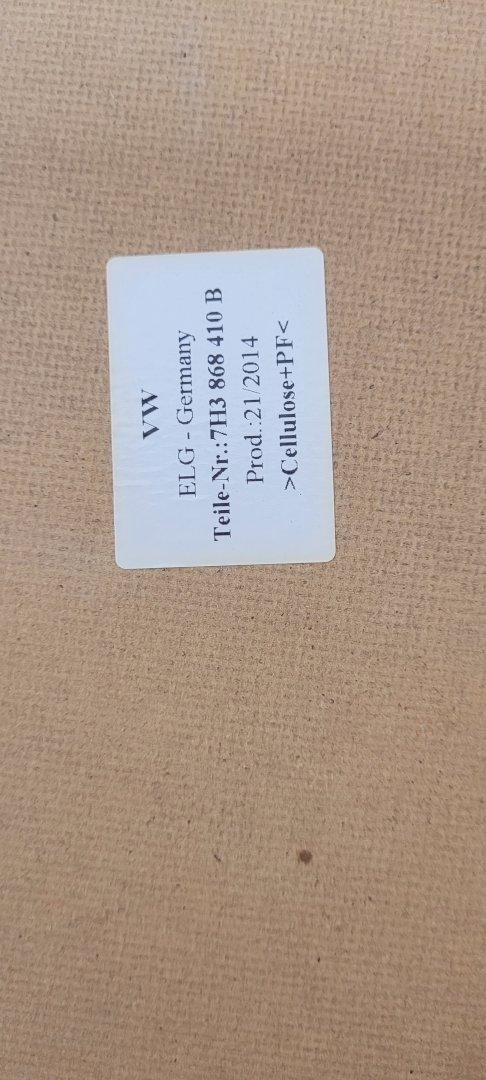 VW
ELG - Germany
Teile-Nr.:7H3 868 410 B
Prod.:21/2014
>Cellulose+PF<